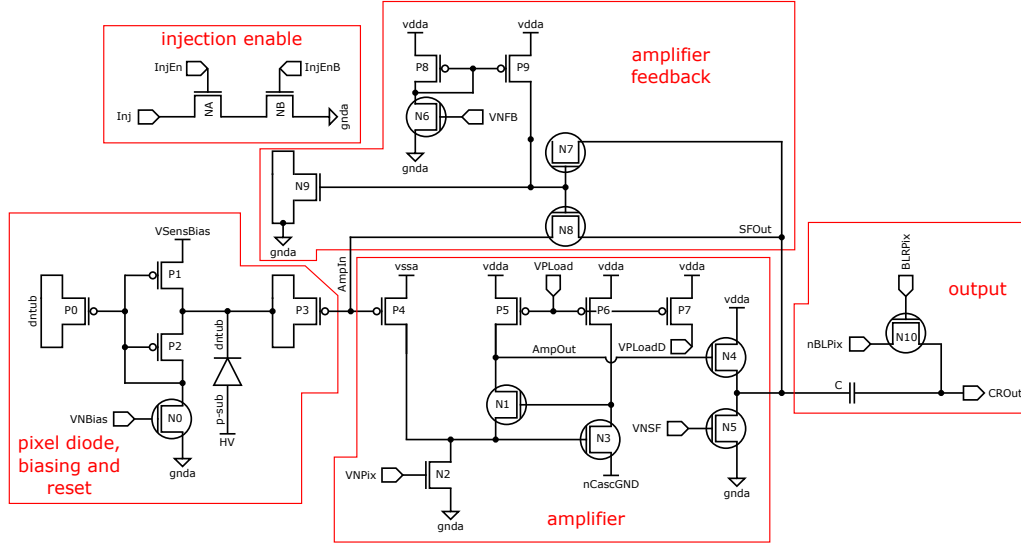 injection enable
InjEn
InjEnB
Inj
NA
NB
gnda
vdda
vdda
P8
P9
N6
VNFB
gnda
amplifier
feedback
N7
N9
N8
gnda
SFOut
VSensBias
P1
dntub
P0
P2
dntub
P3
p-sub
HV
VNBias
N0
gnda
pixel diode,
biasing and
reset
AmpIn
vssa
P4
vdda
VPLoad
vdda
vdda
P5
P6
P7
vdda
VPLoadD
AmpOut
N4
N1
N3
VNSF
N5
VNPix
N2
nCascGND
gnda
gnda
amplifier
BLRPix
output
nBLPix
N10
C
CROut